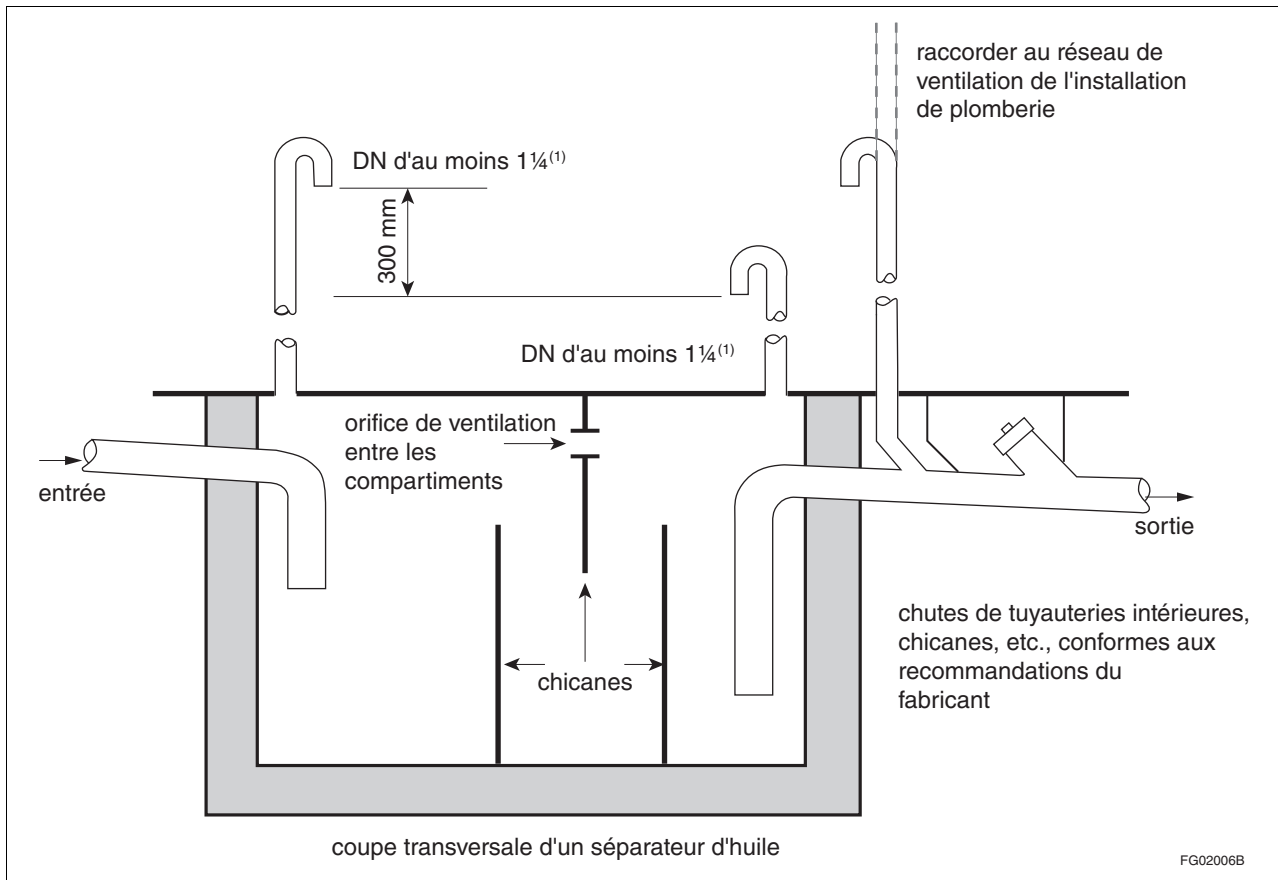 raccorder au réseau de
ventilation de l'installation
de plomberie
DN d'au moins 1¼(1)
300 mm
DN d'au moins 1¼(1)
orifice de ventilation
entre les
compartiments
entrée
sortie
chicanes
chutes de tuyauteries intérieures,
chicanes, etc., conformes aux
recommandations du
fabricant
coupe transversale d'un séparateur d'huile
FG02006B